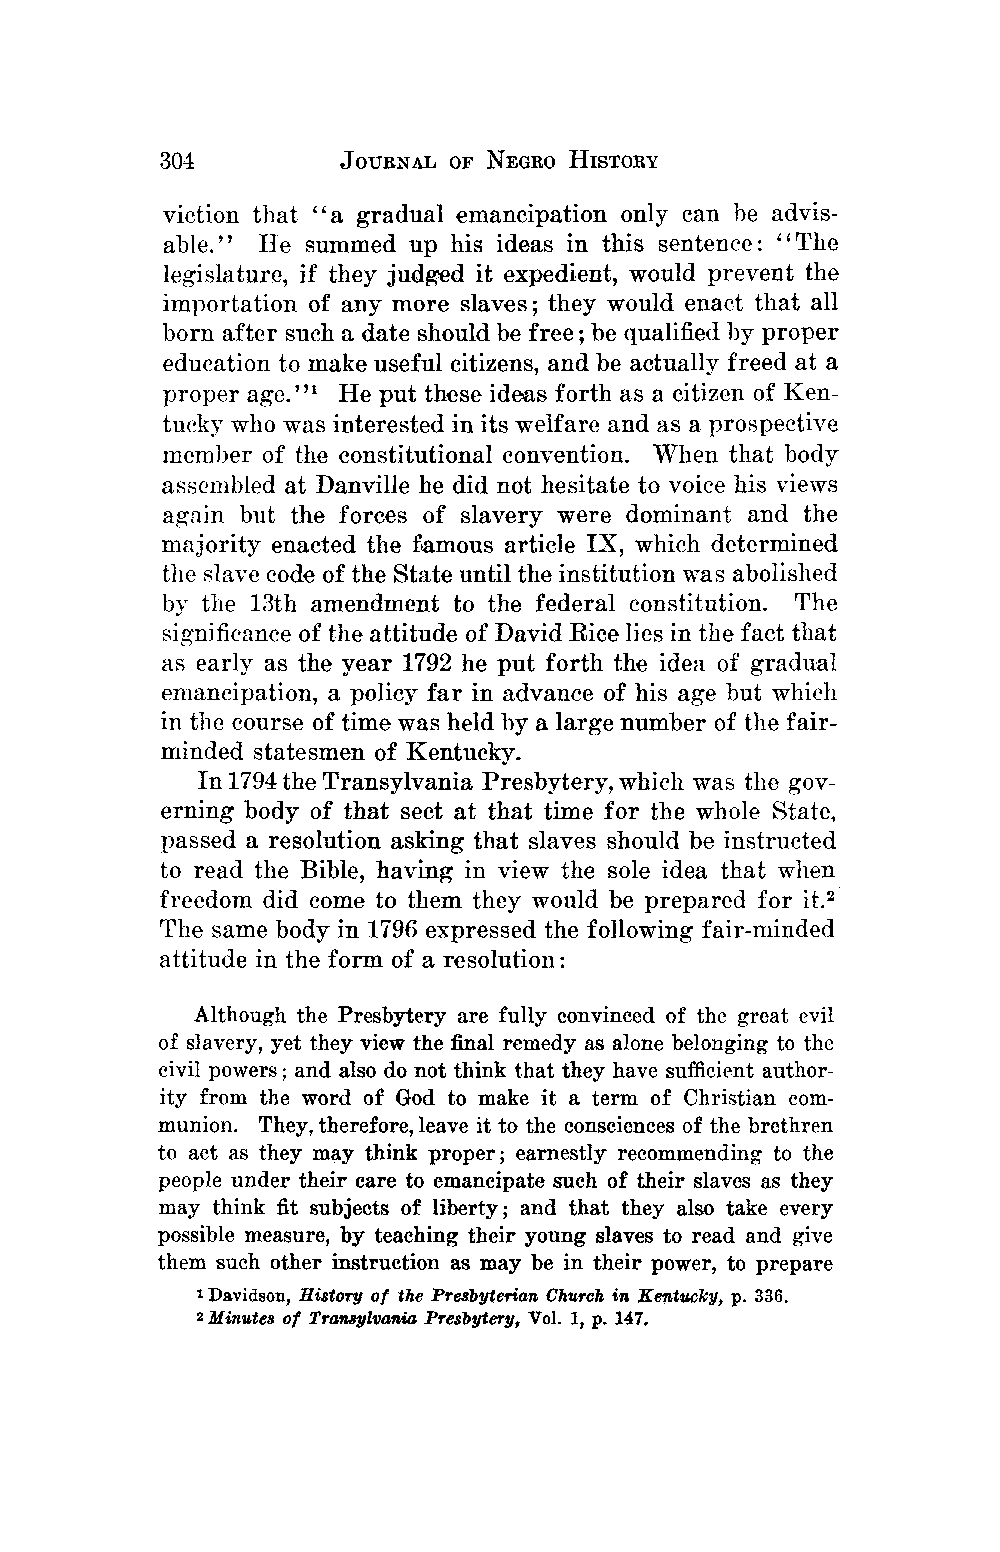 304 JOURNAL OF NEGRO HISTORY
viction that "a gradual emancipation only can be advis-
able." He summed up his ideas in this sentence: "The
legislature, if they judged it expedient, would prevent the
importation of any more slaves; they would enact that all
born after such a date should be free; be qualified by proper
education to make useful citizens, and be actually freed at a
proper age."¹ He put these ideas forth as a citizen of Ken-
tucky who was interested in its welfare and as a prospective
member of the constitutional convention. When that body
assembled at Danville he did not hesitate to voice his views
again but the forces of slavery were dominant and the
majority enacted the famous article IX, which determined
the slave code of the State until the institution was abolished
by the 13th amendment to the federal constitution. The
significance of the attitude of David Rice lies in the fact that
as early as the year 1792 he put forth the idea of gradual
emancipation, a policy far in advance of his age but which
in the course of time was held by a large number of the fair-
minded statesmen of Kentucky.
In 1794 the Transylvania Presbytery, which was the gov-
erning body of that sect at that time for the whole State,
passed a resolution asking that slaves should be instructed
to read the Bible, having in view the sole idea that when
freedom did come to them they would be prepared for it.²
The same body in 1796 expressed the following fair-minded
attitude in the form of a resolution:
Although the Presbytery are fully convinced of the great evil
of slavery, yet they view the final remedy as alone belonging to the
civil powers; and also do not think that they have sufficient author-
ity from the word of God to make it a term of Christian com-
munion. They, therefore, leave it to the consciences of the brethren
to act as they may think proper; earnestly recommending to the
people under their care to emancipate such of their slaves as they
may think fit subjects of liberty; and that they also take every
possible measure, by teaching their young slaves to read and give
them such other instruction as may be in their power, to prepare
¹ Davidson, History of the Presbyterian Church in Kentucky, p. 336.
² Minutes of Transylvania Presbytery, Vol. 1, p. 147.